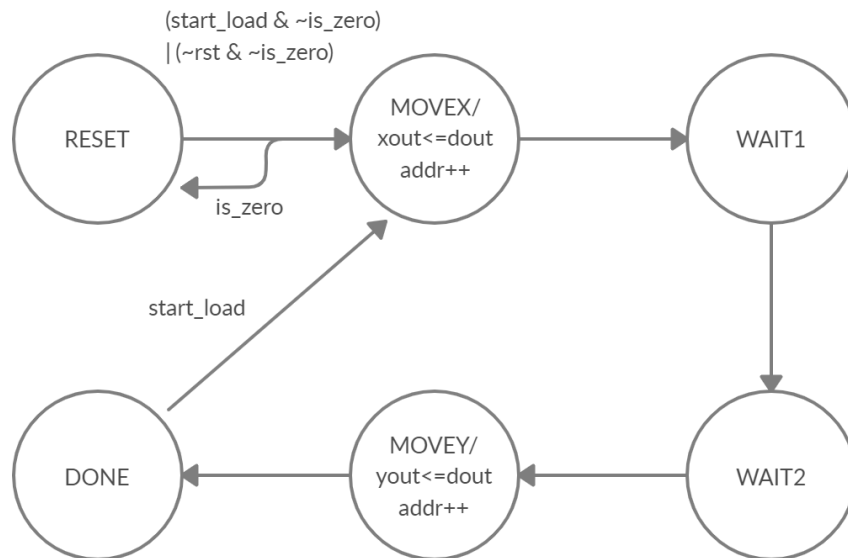 (start_load & ~is_zero)
| (~rst & ~is_zero)
RESET
MOVEX/
xout<=dout
addr++
WAIT1
is_zero
start_load
DONE
MOVEY/
yout<=dout
addr++
WAIT2